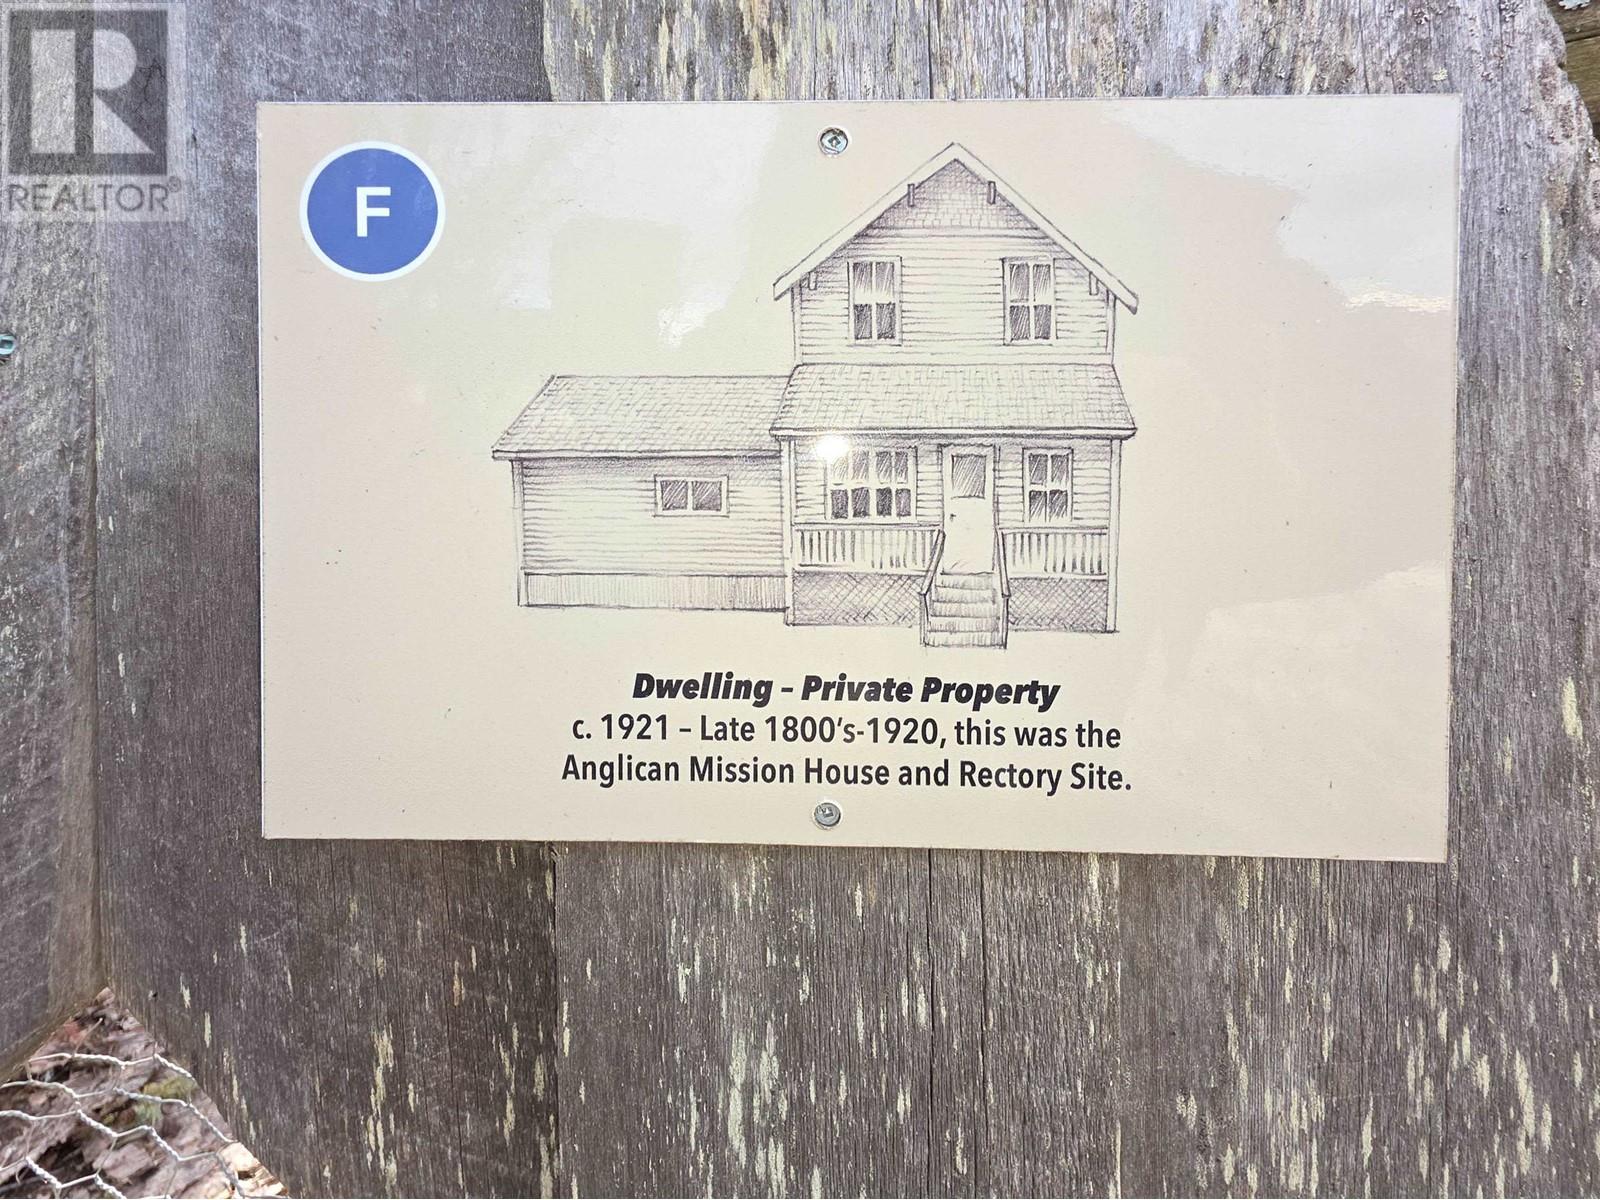 REALTOR®
F
Dwelling – Private Property
c. 1921 – Late 1800's-1920, this was the
Anglican Mission House and Rectory Site.